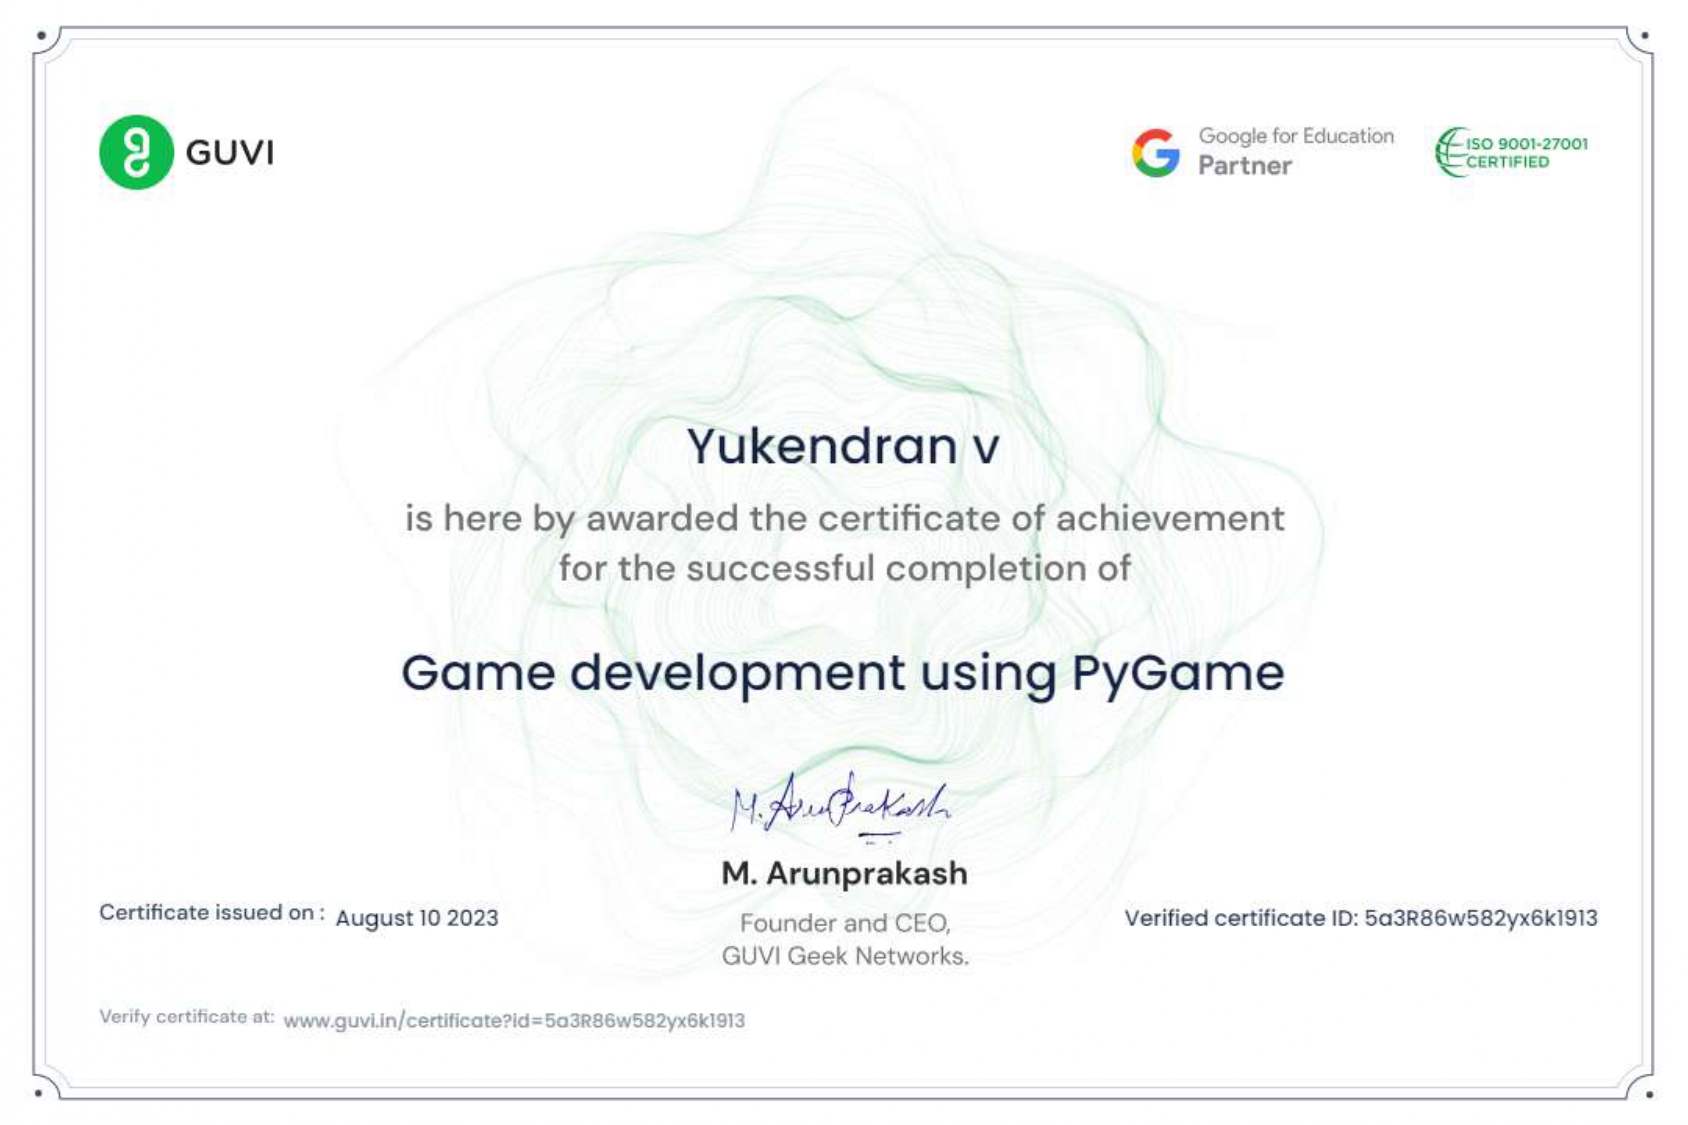 GUVI
Google for Education
Partner
ISO 9001-27001
CERTIFIED
Yukendran v
is here by awarded the certificate of achievement
for the successful completion of
Game development using PyGame
M. Arunprakash
M. Arunprakash
Founder and CEO,
GUVI Geek Networks.
Certificate issued on : August 10 2023
Verified certificate ID: 5a3R86w582yx6k1913
Verify certificate at: www.guvi.in/certificate?id=5a3R86w582yx6k1913